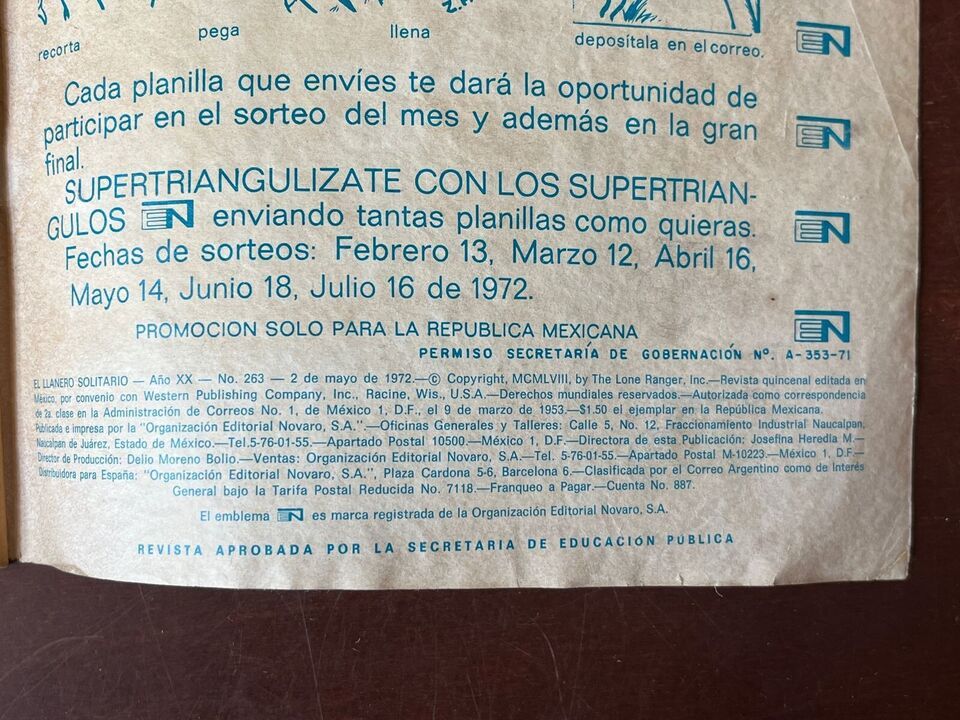 recorta
pega
llena
deposítala en el correo.
EN
Cada planilla que envíes te dará la oportunidad de
participar en el sorteo del mes y además en la gran
final.
EN
SUPERTRIANGULIZATE CON LOS SUPERTRIAN-
GULOS EN enviando tantas planillas como quieras.
EN
Fechas de sorteos: Febrero 13, Marzo 12, Abril 16,
Mayo 14, Junio 18, Julio 16 de 1972.
PROMOCION SOLO PARA LA REPUBLICA MEXICANA
EN
PERMISO SECRETARÍA DE GOBERNACIÓN Nº. A-353-71
EL LLANERO SOLITARIO — Año XX — No. 263 — 2 de mayo de 1972.—© Copyright, MCMLVIII, by The Lone Ranger, Inc.—Revista quincenal editada en
México, por convenio con Western Publishing Company, Inc., Racine, Wis., U.S.A.—Derechos mundiales reservados.—Autorizada como correspondencia
de 2a. clase en la Administración de Correos No. 1, de México 1, D.F., el 9 de marzo de 1953.—$1.50 el ejemplar en la República Mexicana.
Publicada e impresa por la "Organización Editorial Novaro, S.A.".—Oficinas Generales y Talleres: Calle 5, No. 12, Fraccionamiento Industrial Naucalpan,
Naucalpan de Juárez, Estado de México.—Tel.5-76-01-55.—Apartado Postal 10500.—México 1, D.F.—Directora de esta Publicación: Josefina Heredia M.—
Director de Producción: Delio Moreno Bolio.—Ventas: Organización Editorial Novaro, S.A.—Tel. 5-76-01-55.—Apartado Postal M-10223.—México 1, D.F.—
Distribuidora para España: "Organización Editorial Novaro, S.A.", Plaza Cardona 5-6, Barcelona 6.—Clasificada por el Correo Argentino como de Interés
General bajo la Tarifa Postal Reducida No. 7118.—Franqueo a Pagar.—Cuenta No. 887.
El emblema EN es marca registrada de la Organización Editorial Novaro, S.A.
REVISTA APROBADA POR LA SECRETARIA DE EDUCACIÓN PÚBLICA